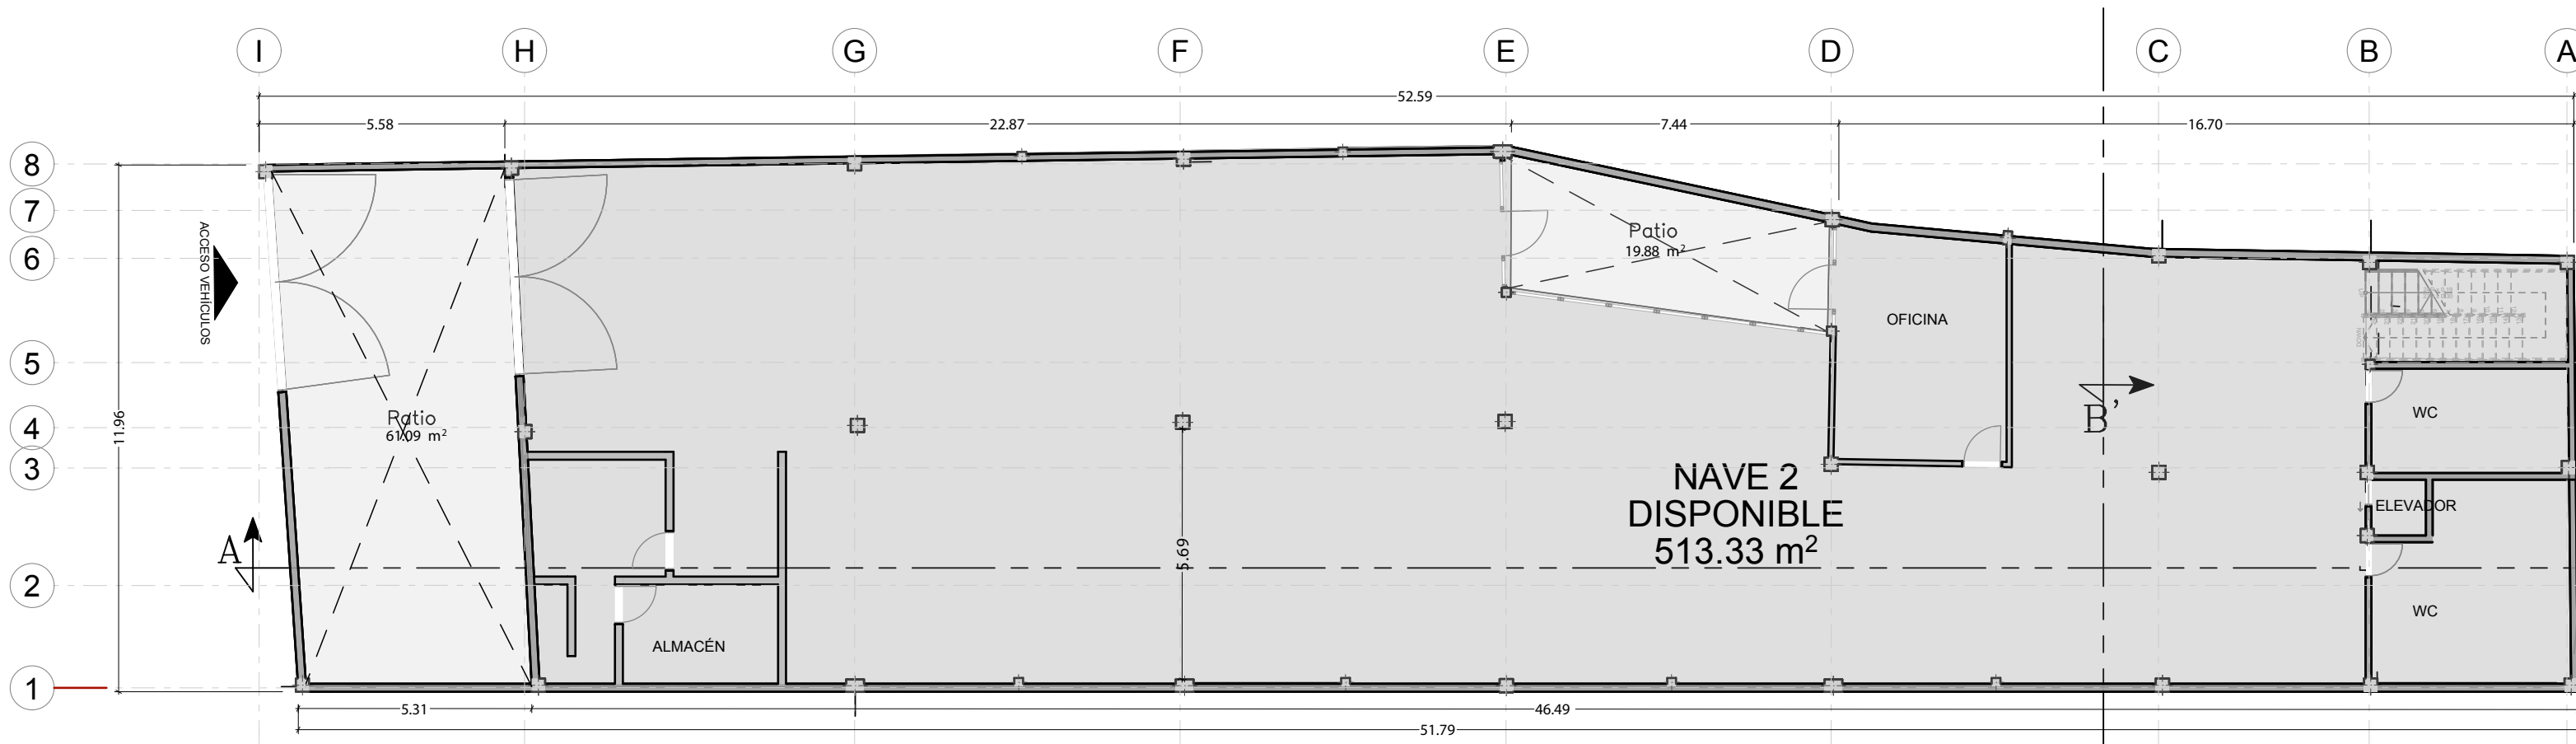 I H G F E D C B A
52.59
5.58 22.87 7.44 16.70
8
7
6
5
4
3
2
1
11.96
ACCESO VEHÍCULOS
Patio
61.09 m²
Patio
19.88 m²
OFICINA
B'
WC
NAVE 2
DISPONIBLE
513.33 m²
ELEVADOR
A
5.69
WC
ALMACÉN
5.31 46.49
51.79